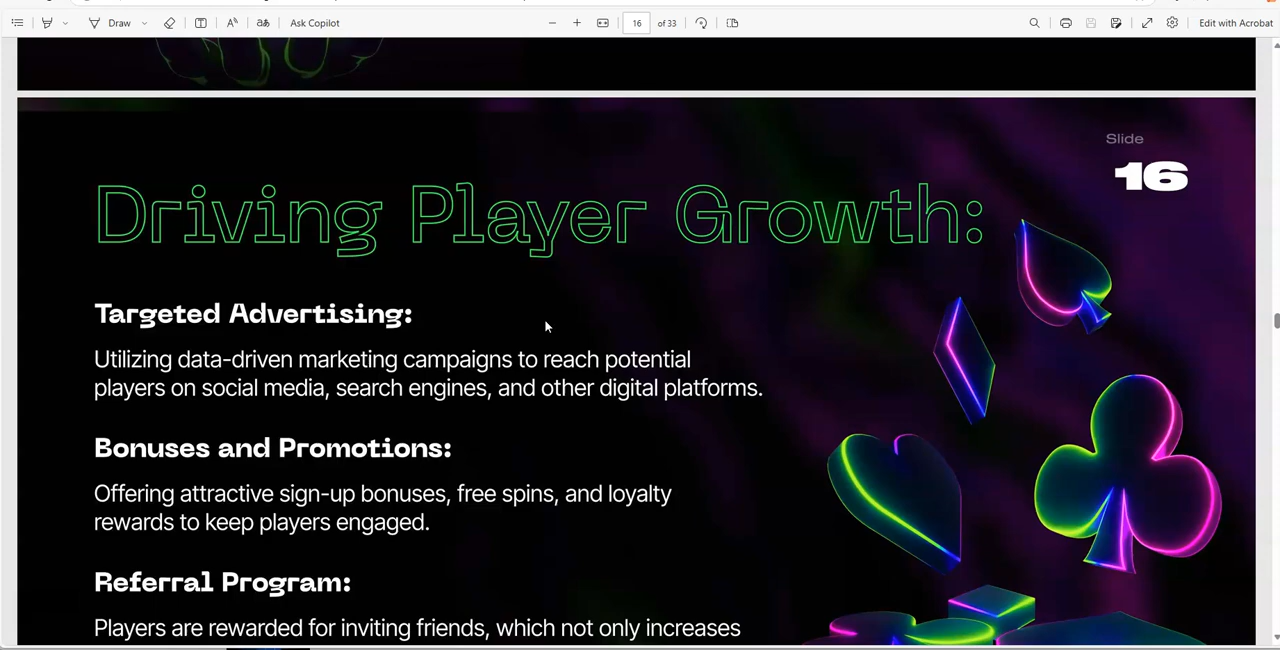 Draw
Ask Copilot
16
of 33
Edit with Acrobat
Slide
16
Driving Player Growth:
Targeted Advertising:
Utilizing data-driven marketing campaigns to reach potential
players on social media, search engines, and other digital platforms.
Bonuses and Promotions:
Offering attractive sign-up bonuses, free spins, and loyalty
rewards to keep players engaged.
Referral Program:
Players are rewarded for inviting friends, which not only increases